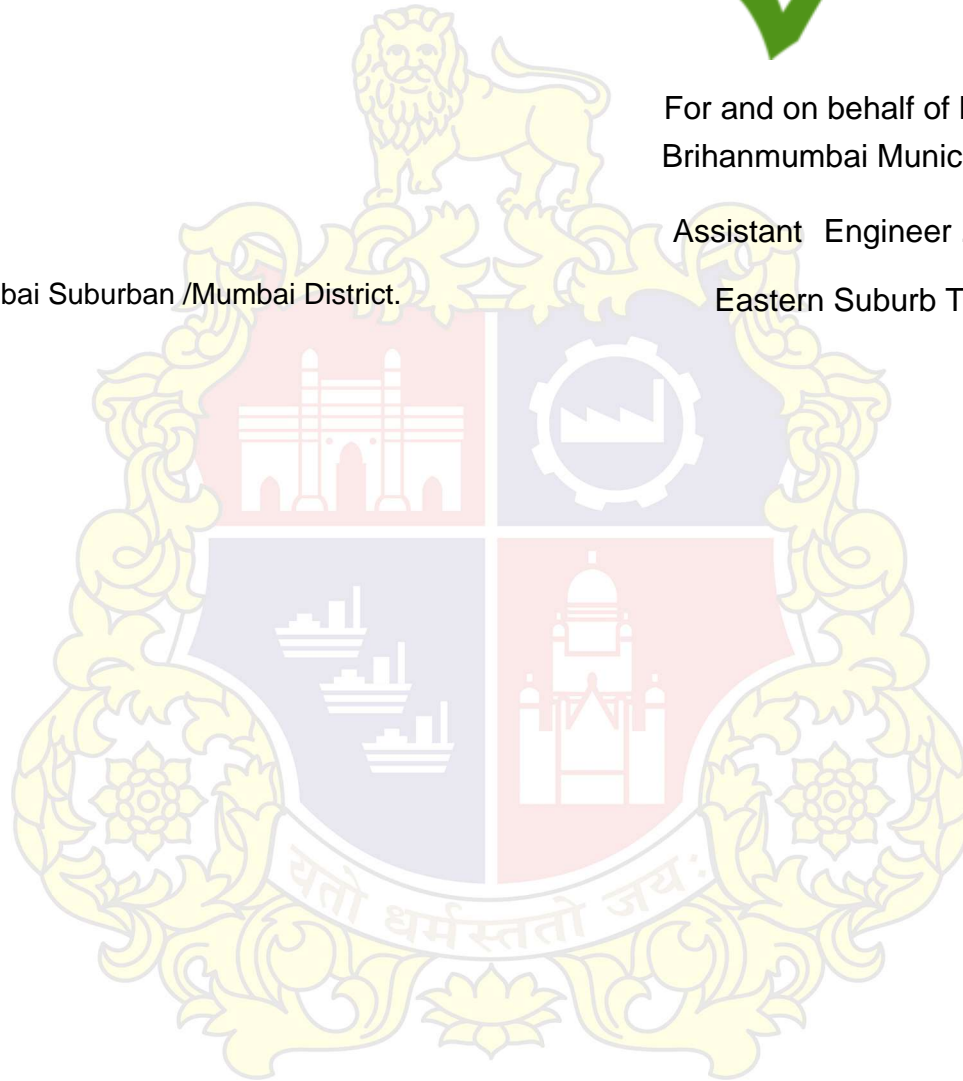 For and on behalf of
Brihanmumbai Munic
Assistant Engineer .
bai Suburban /Mumbai District.
Eastern Suburb T
यतो धर्मस्ततो जय: